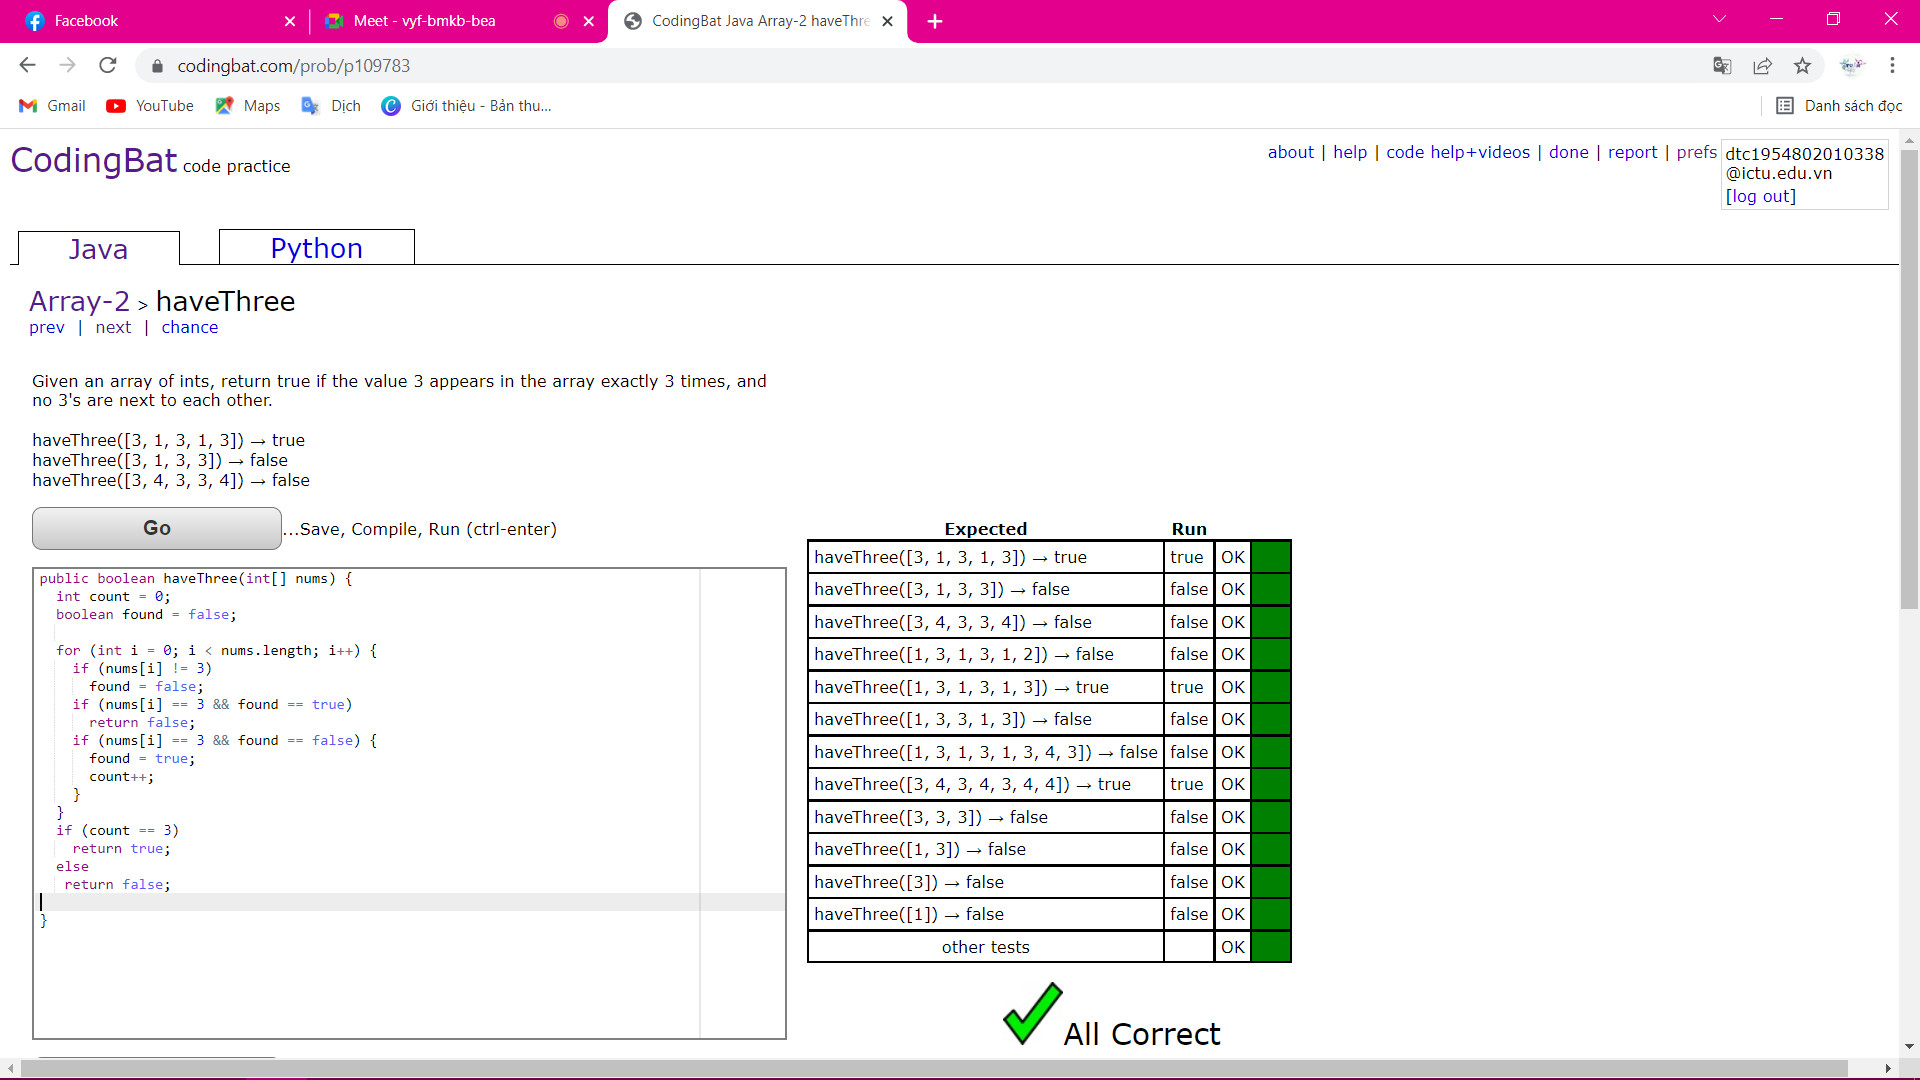 Facebook
Meet - vyf-bmkb-bea
CodingBat Java Array-2 haveThre
codingbat.com/prob/p109783
Gmail
YouTube
Maps
Dịch
Giới thiệu - Bản thu...
Danh sách đọc
CodingBat code practice
about | help | code help+videos | done | report | prefs
dtc1954802010338
@ictu.edu.vn
[log out]
Java
Python
Array-2 > haveThree
prev | next | chance
Given an array of ints, return true if the value 3 appears in the array exactly 3 times, and
no 3's are next to each other.
haveThree([3, 1, 3, 1, 3]) → true
haveThree([3, 1, 3, 3]) → false
haveThree([3, 4, 3, 3, 4]) → false
Go ...Save, Compile, Run (ctrl-enter)
public boolean haveThree(int[] nums) {
  int count = 0;
  boolean found = false;
  for (int i = 0; i < nums.length; i++) {
    if (nums[i] != 3)
      found = false;
    if (nums[i] == 3 && found == true)
      return false;
    if (nums[i] == 3 && found == false) {
      found = true;
      count++;
    }
  }
  if (count == 3)
    return true;
  else
   return false;
}
Expected Run
haveThree([3, 1, 3, 1, 3]) → true true OK
haveThree([3, 1, 3, 3]) → false false OK
haveThree([3, 4, 3, 3, 4]) → false false OK
haveThree([1, 3, 1, 3, 1, 2]) → false false OK
haveThree([1, 3, 1, 3, 1, 3]) → true true OK
haveThree([1, 3, 3, 1, 3]) → false false OK
haveThree([1, 3, 1, 3, 1, 3, 4, 3]) → false false OK
haveThree([3, 4, 3, 4, 3, 4, 4]) → true true OK
haveThree([3, 3, 3]) → false false OK
haveThree([1, 3]) → false false OK
haveThree([3]) → false false OK
haveThree([1]) → false false OK
other tests OK
All Correct